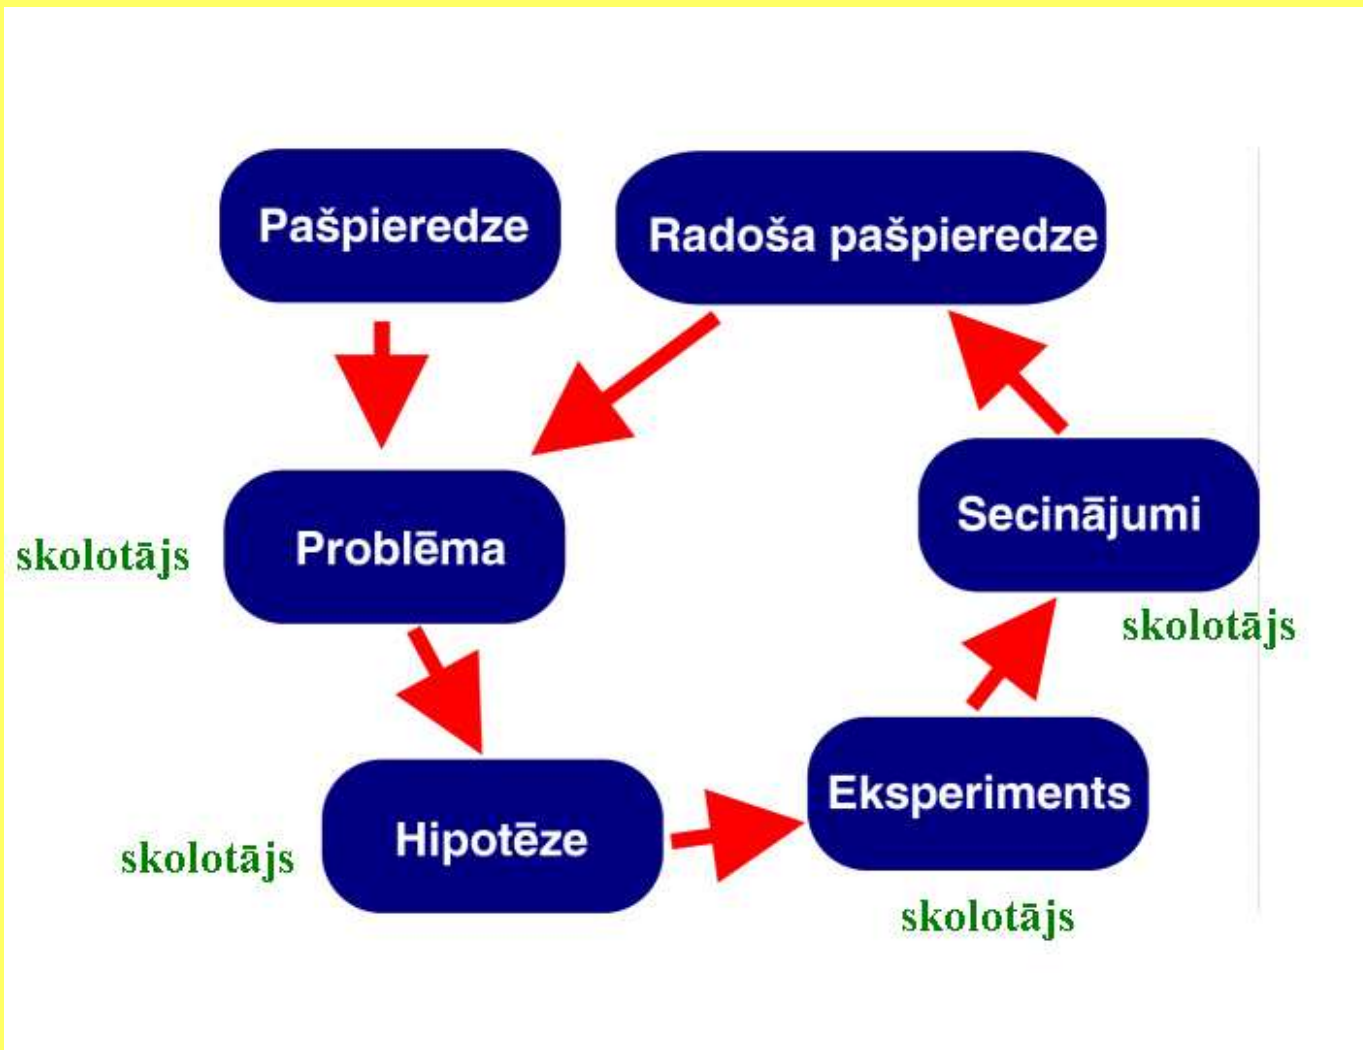 Pašpieredze
Radoša pašpieredze
Problēma
skolotājs
Secinājumi
skolotājs
Eksperiments
skolotājs
Hipotēze
skolotājs